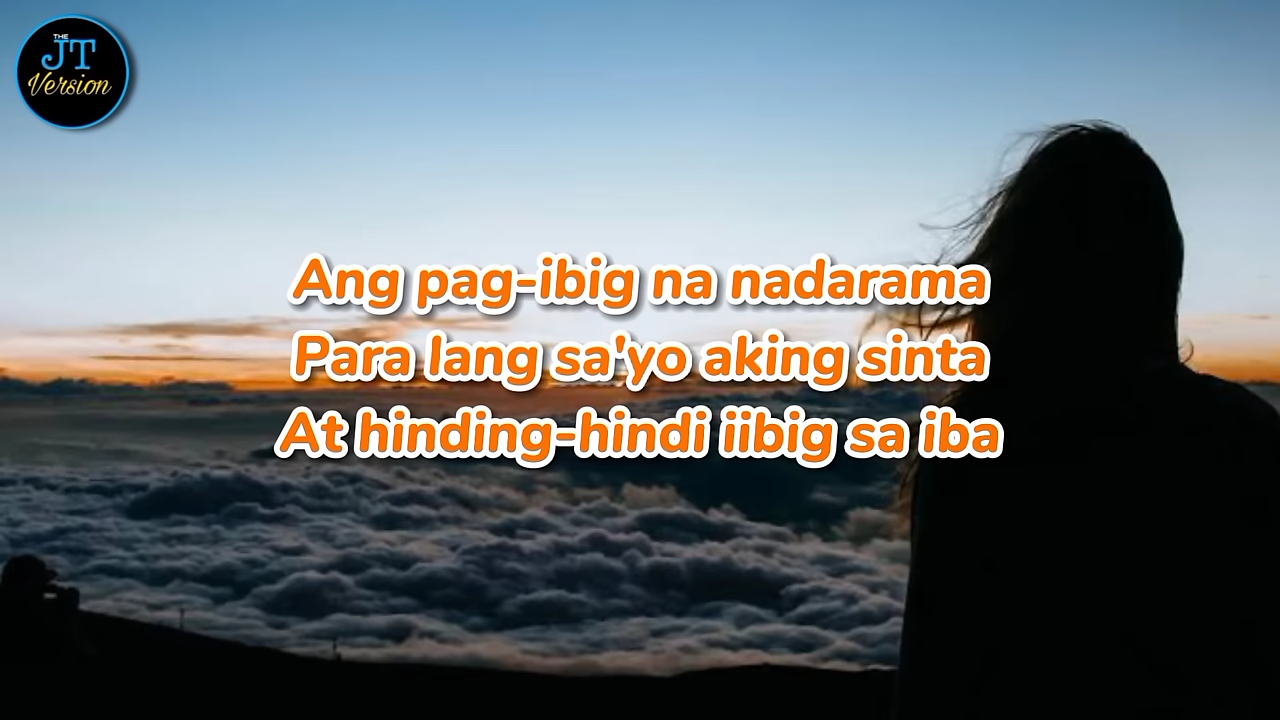 THE
JT
Version
Ang pag-ibig na nadarama
Para lang sa'yo aking sinta
At hinding-hindi iibig sa iba